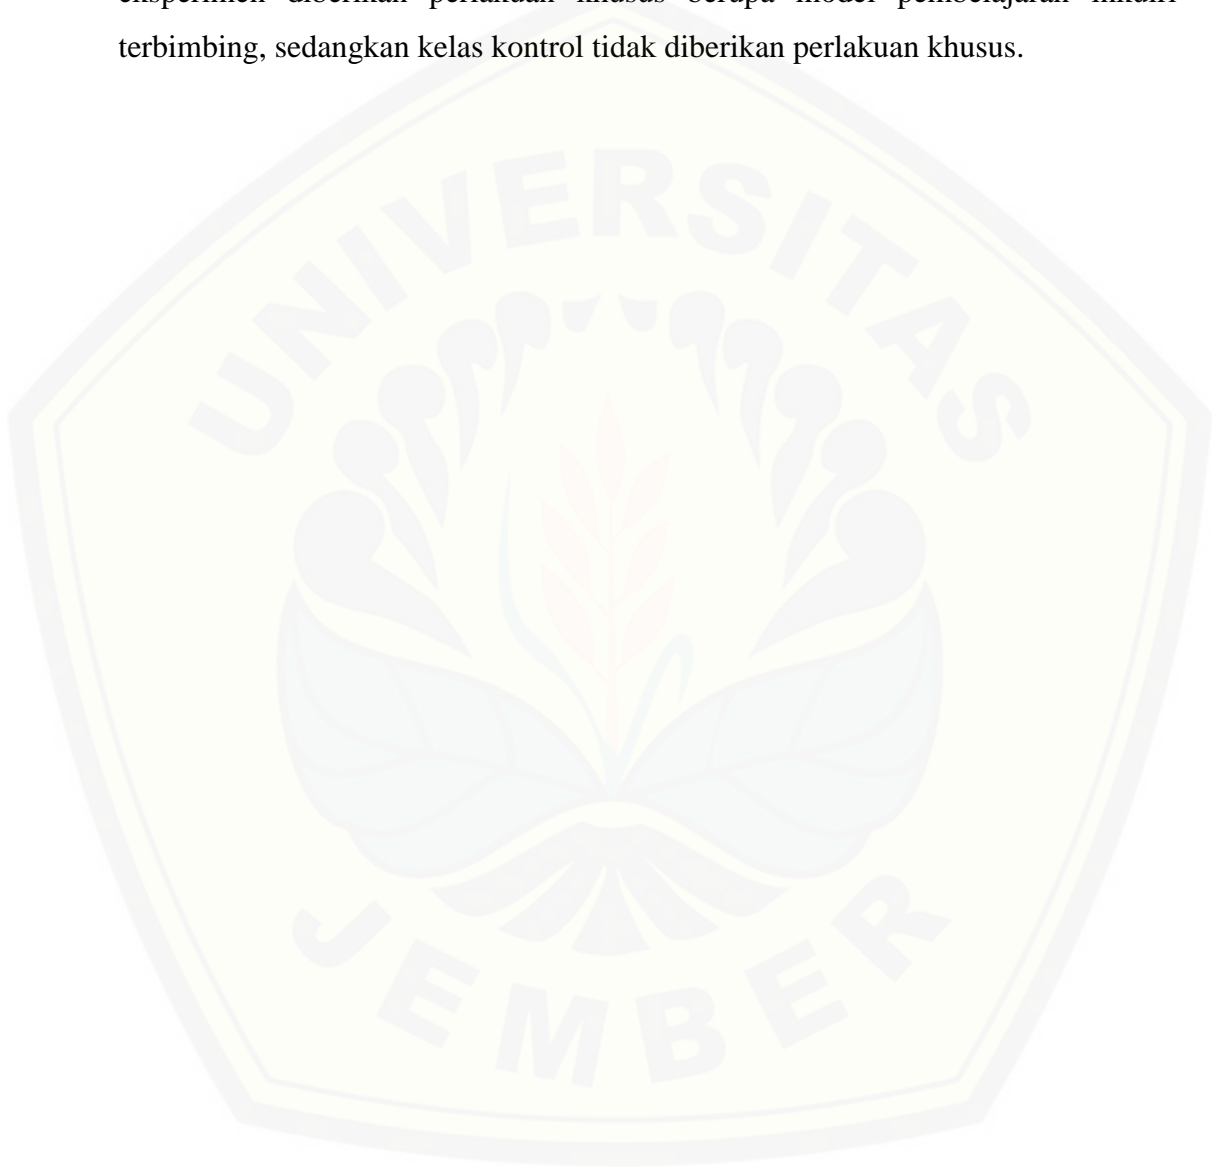 eksperimen diberikan perlakuan khusus berupa model pembelajaran inkuiri
terbimbing, sedangkan kelas kontrol tidak diberikan perlakuan khusus.
UNIVERSITAS
JEMBER